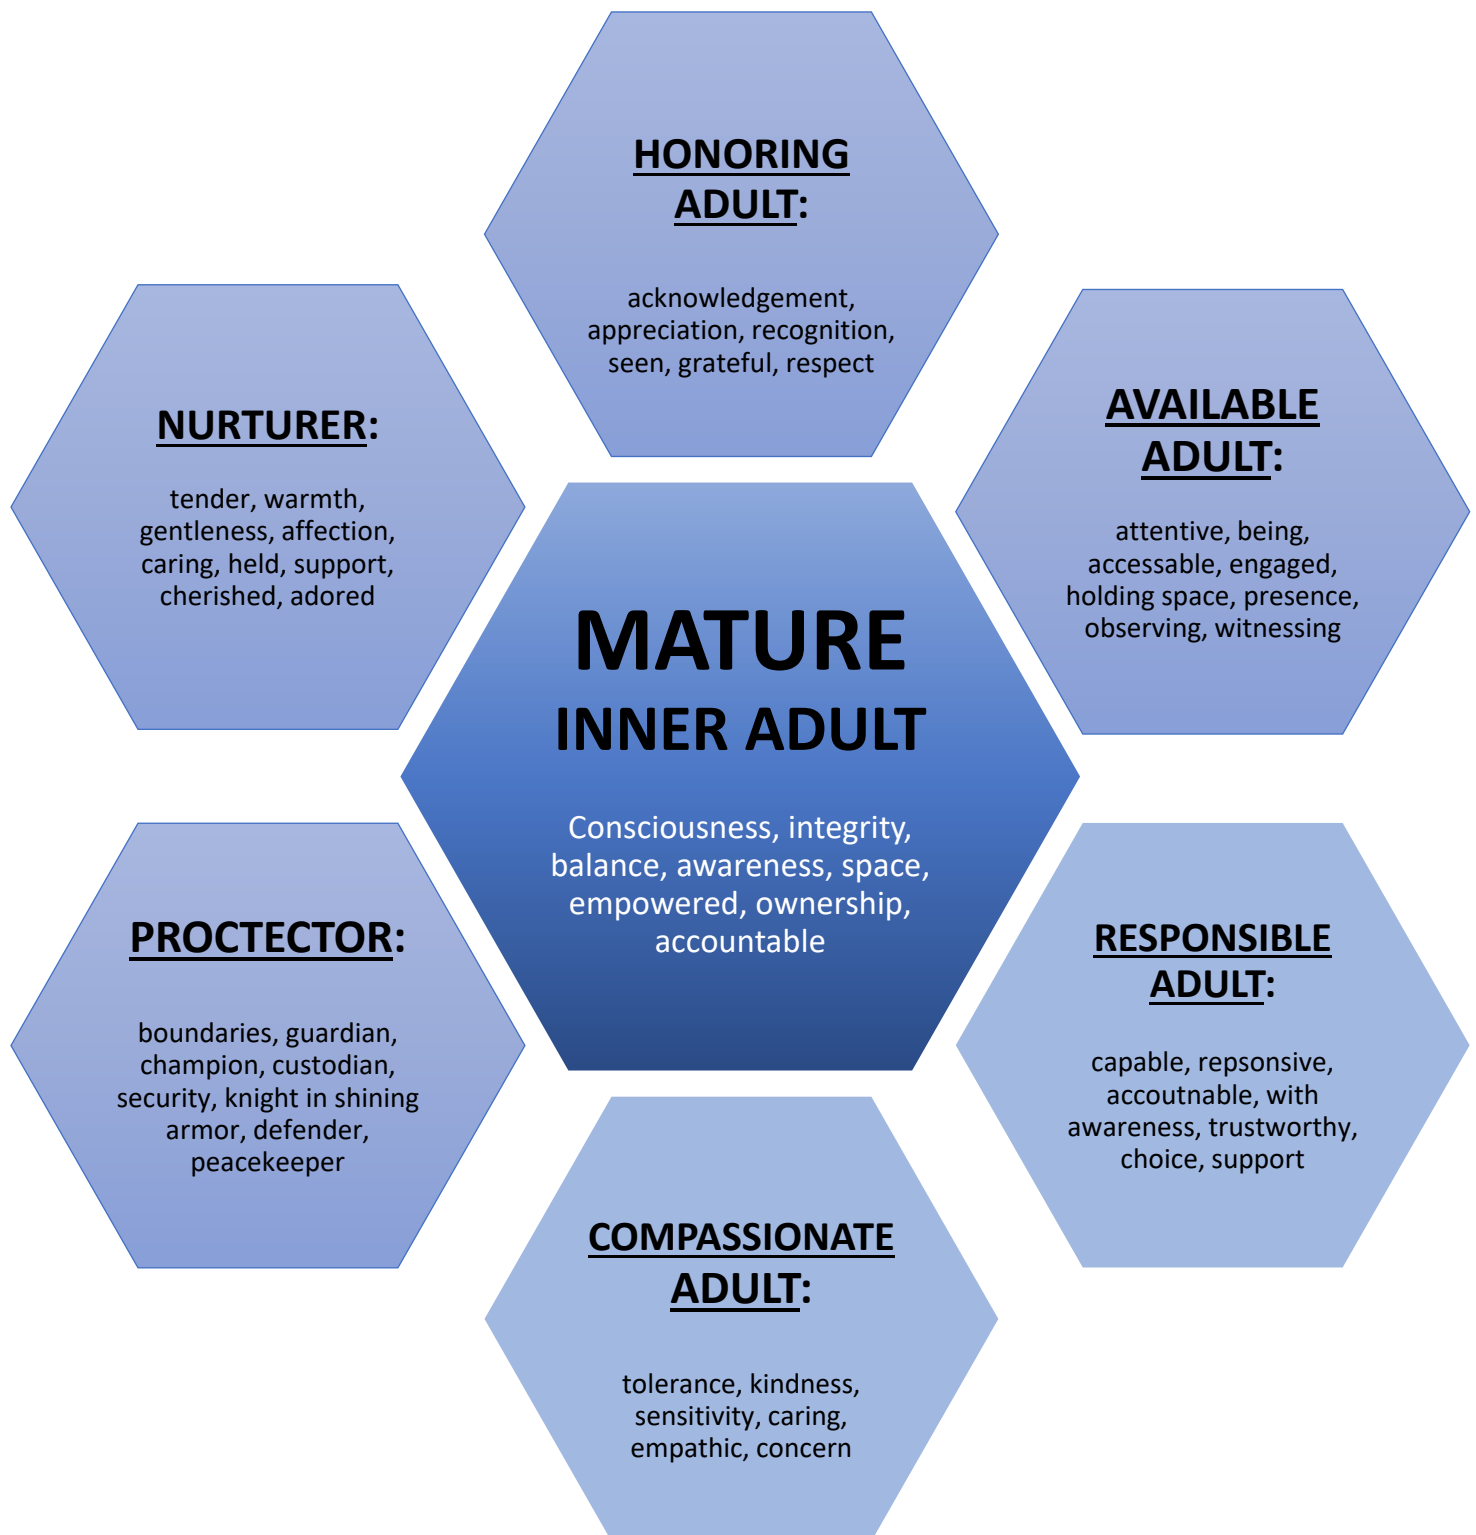 HONORING
ADULT:
acknowledgement,
appreciation, recognition,
seen, grateful, respect
NURTURER:
tender, warmth,
gentleness, affection,
caring, held, support,
cherished, adored
AVAILABLE
ADULT:
attentive, being,
accessable, engaged,
holding space, presence,
observing, witnessing
MATURE
INNER ADULT
Consciousness, integrity,
balance, awareness, space,
empowered, ownership,
accountable
PROCTECTOR:
boundaries, guardian,
champion, custodian,
security, knight in shining
armor, defender,
peacekeeper
RESPONSIBLE
ADULT:
capable, repsonsive,
accoutnable, with
awareness, trustworthy,
choice, support
COMPASSIONATE
ADULT:
tolerance, kindness,
sensitivity, caring,
empathic, concern